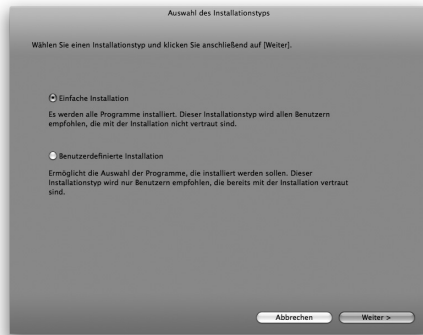 Auswahl des Installationstyps
Wählen Sie einen Installationstyp und klicken Sie anschließend auf [Weiter].
Einfache Installation
Es werden alle Programme installiert. Dieser Installationstyp wird allen Benutzern
empfohlen, die mit der Installation nicht vertraut sind.
Benutzerdefinierte Installation
Ermöglicht die Auswahl der Programme, die installiert werden sollen. Dieser
Installationstyp wird nur Benutzern empfohlen, die bereits mit der Installation vertraut
sind.
Abbrechen Weiter >